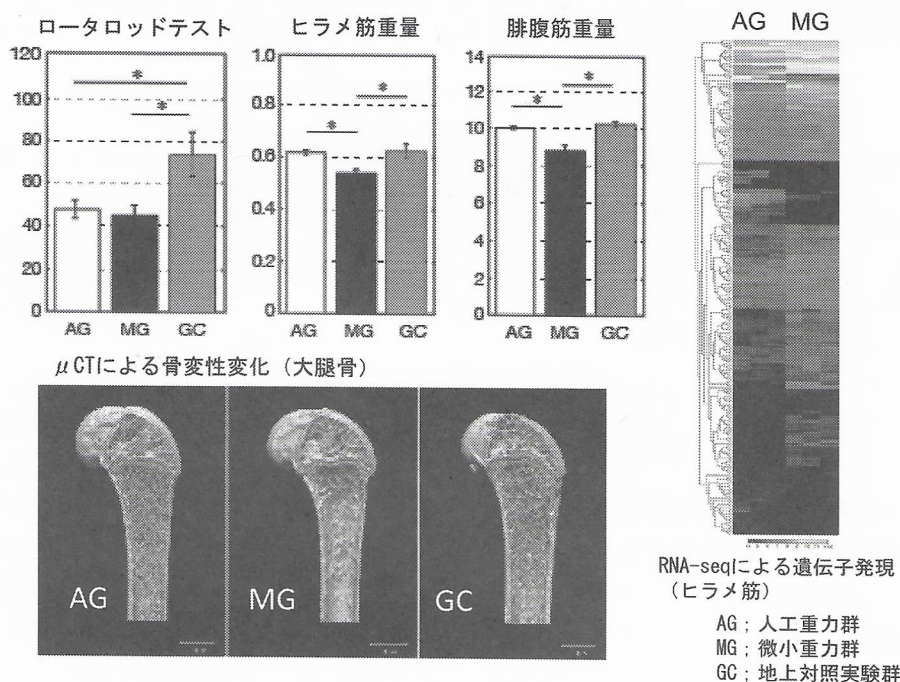 ロータロッドテスト
120
100
80
60
40
20
0
*
*
AG MG GC
ヒラメ筋重量
1.0
0.8
0.6
0.4
0.2
0
*
*
AG MG GC
腓腹筋重量
14
12
10
8
6
4
2
0
*
*
AG MG GC
AG MG
μCTによる骨変性変化（大腿骨）
AG
MG
GC
RNA-seqによる遺伝子発現
（ヒラメ筋）
AG；人工重力群
MG；微小重力群
GC；地上対照実験群